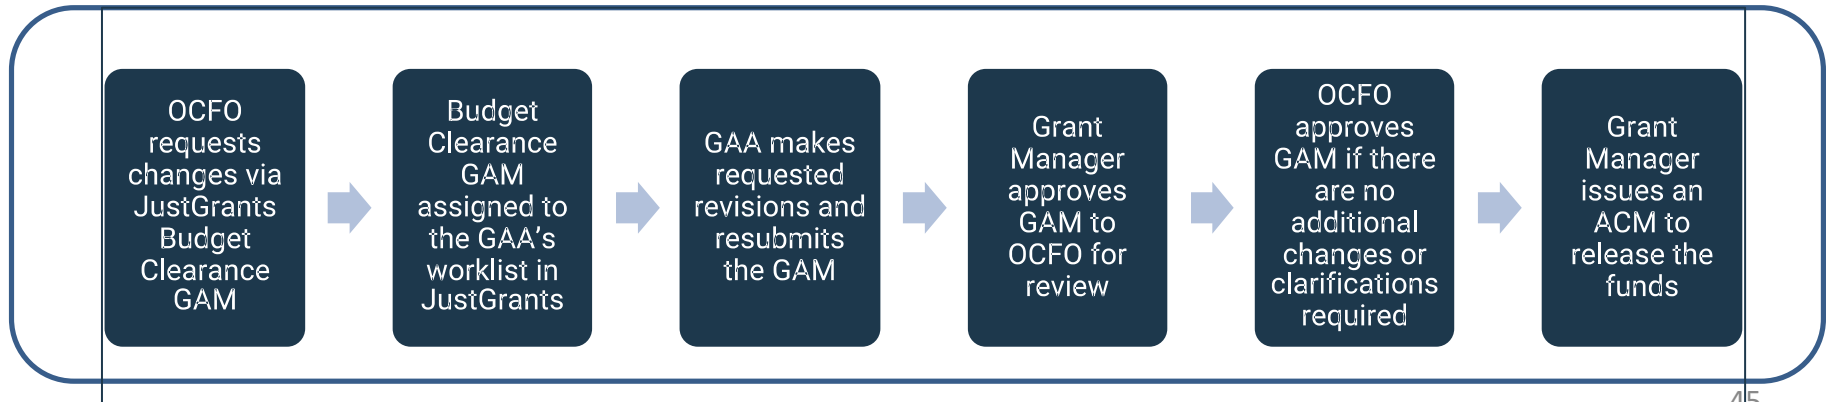 OCFO
requests
changes via
JustGrants
Budget
Clearance
GAM
Budget
Clearance
GAM
assigned to
the GAA’s
worklist in
JustGrants
GAA makes
requested
revisions and
resubmits
the GAM
Grant
Manager
approves
GAM to
OCFO for
review
OCFO
approves
GAM if there
are no
additional
changes or
clarifications
required
Grant
Manager
issues an
ACM to
release the
funds
45